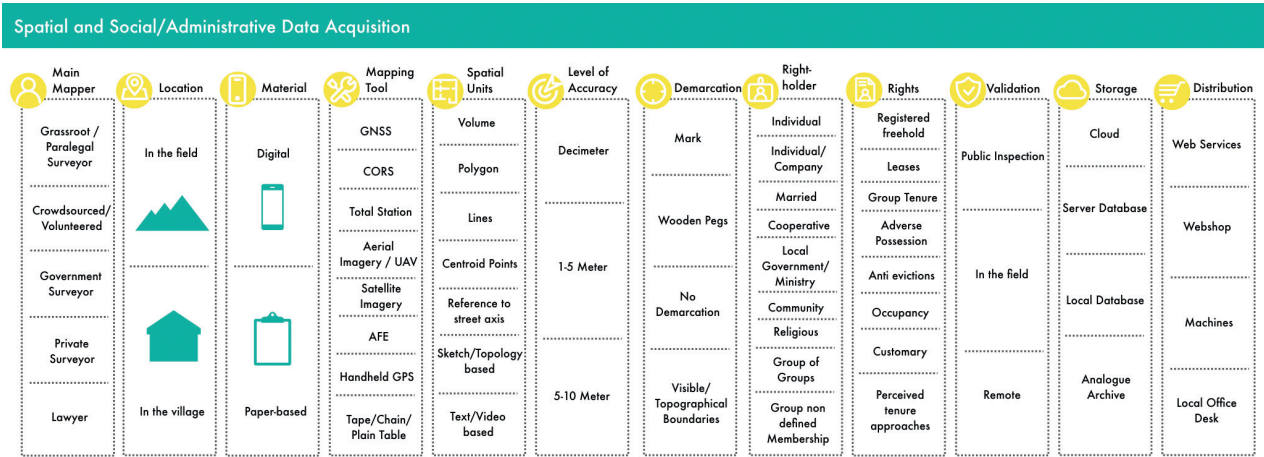 Spatial and Social/Administrative Data Acquisition
Main
Mapper
Grassroot /
Paralegal
Surveyor
Crowdsourced/
Volunteered
Government
Surveyor
Private
Surveyor
Lawyer
Location
In the field
In the village
Material
Digital
Paper-based
Mapping
Tool
GNSS
CORS
Total Station
Aerial
Imagery / UAV
Satellite
Imagery
AFE
Handheld GPS
Tape/Chain/
Plain Table
Spatial
Units
Volume
Polygon
Lines
Centroid Points
Reference to
street axis
Sketch/Topology
based
Text/Video
based
Level of
Accuracy
Decimeter
1-5 Meter
5-10 Meter
Demarcation
Mark
Wooden Pegs
No
Demarcation
Visible/
Topographical
Boundaries
Right-
holder
Individual
Individual/
Company
Married
Cooperative
Local
Government/
Ministry
Community
Religious
Group of
Groups
Group non
defined
Membership
Rights
Registered
freehold
Leases
Group Tenure
Adverse
Possession
Anti evictions
Occupancy
Customary
Perceived
tenure
approaches
Validation
Public Inspection
In the field
Remote
Storage
Cloud
Server Database
Local Database
Analogue
Archive
Distribution
Web Services
Webshop
Machines
Local Office
Desk